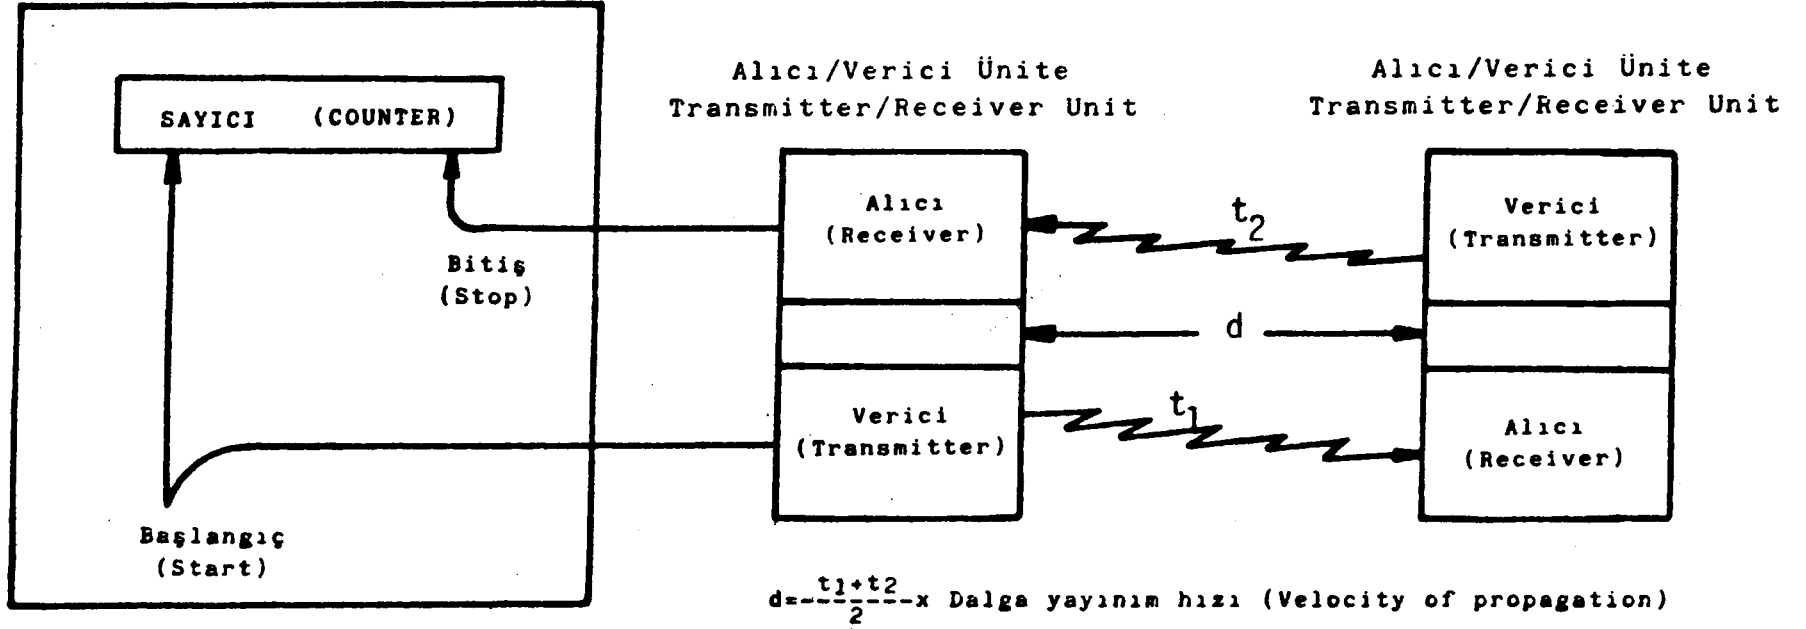 Alıcı/Verici Ünite
Transmitter/Receiver Unit
Alıcı/Verici Ünite
Transmitter/Receiver Unit
SAYICI (COUNTER)
Bitiş
(Stop)
Başlangıç
(Start)
Alıcı
(Receiver)
Verici
(Transmitter)
t2
d
t1
Verici
(Transmitter)
Alıcı
(Receiver)
d=t1+t2/2 x Dalga yayınım hızı (Velocity of propagation)